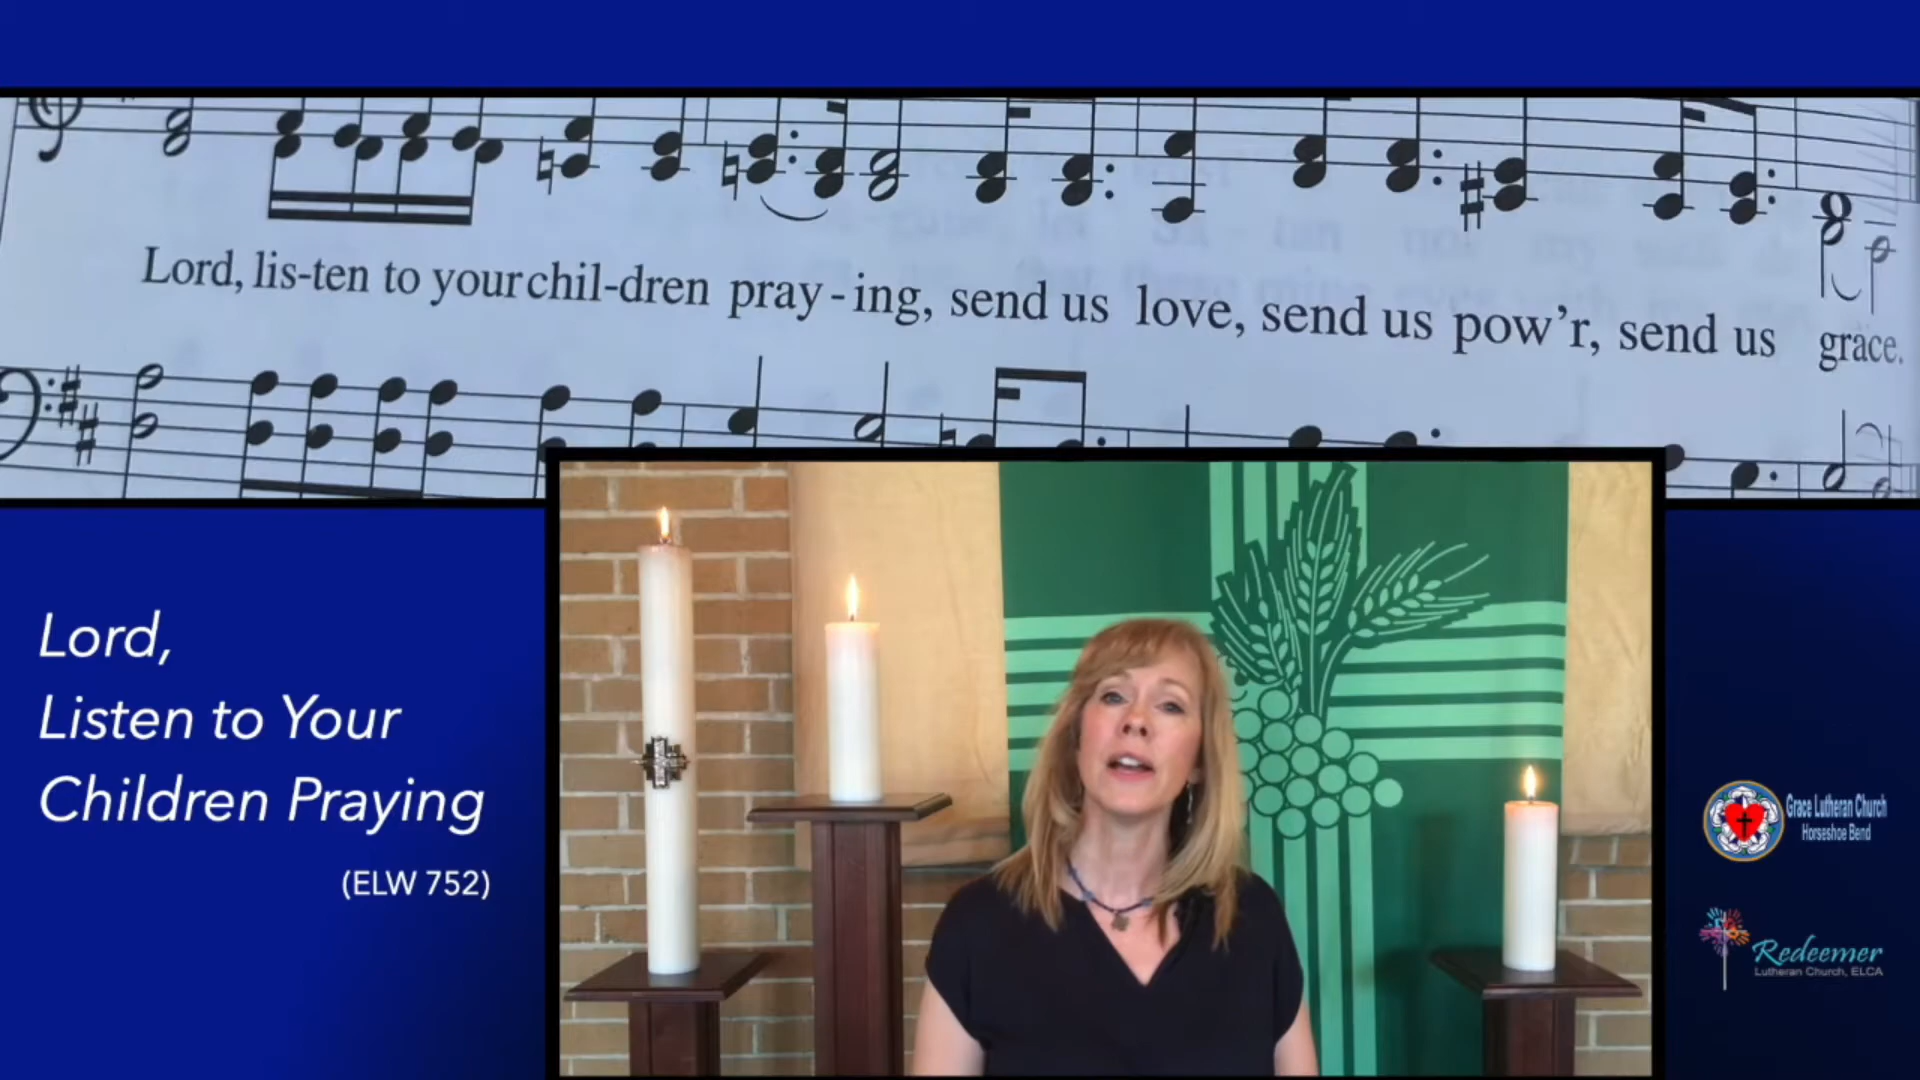 Lord, lis-ten to your chil-dren pray-ing, send us love, send us pow'r, send us grace.
Lord,
Listen to Your
Children Praying
(ELW 752)
Grace Lutheran Church
Horseshoe Bend
Redeemer
Lutheran Church, ELCA